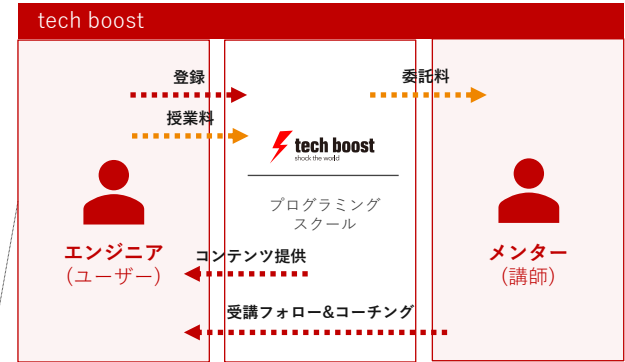 tech boost
登録
委託料
授業料
tech boost
shock the world
プログラミング
スクール
エンジニア
(ユーザー)
コンテンツ提供
メンター
(講師)
受講フォロー&コーチング